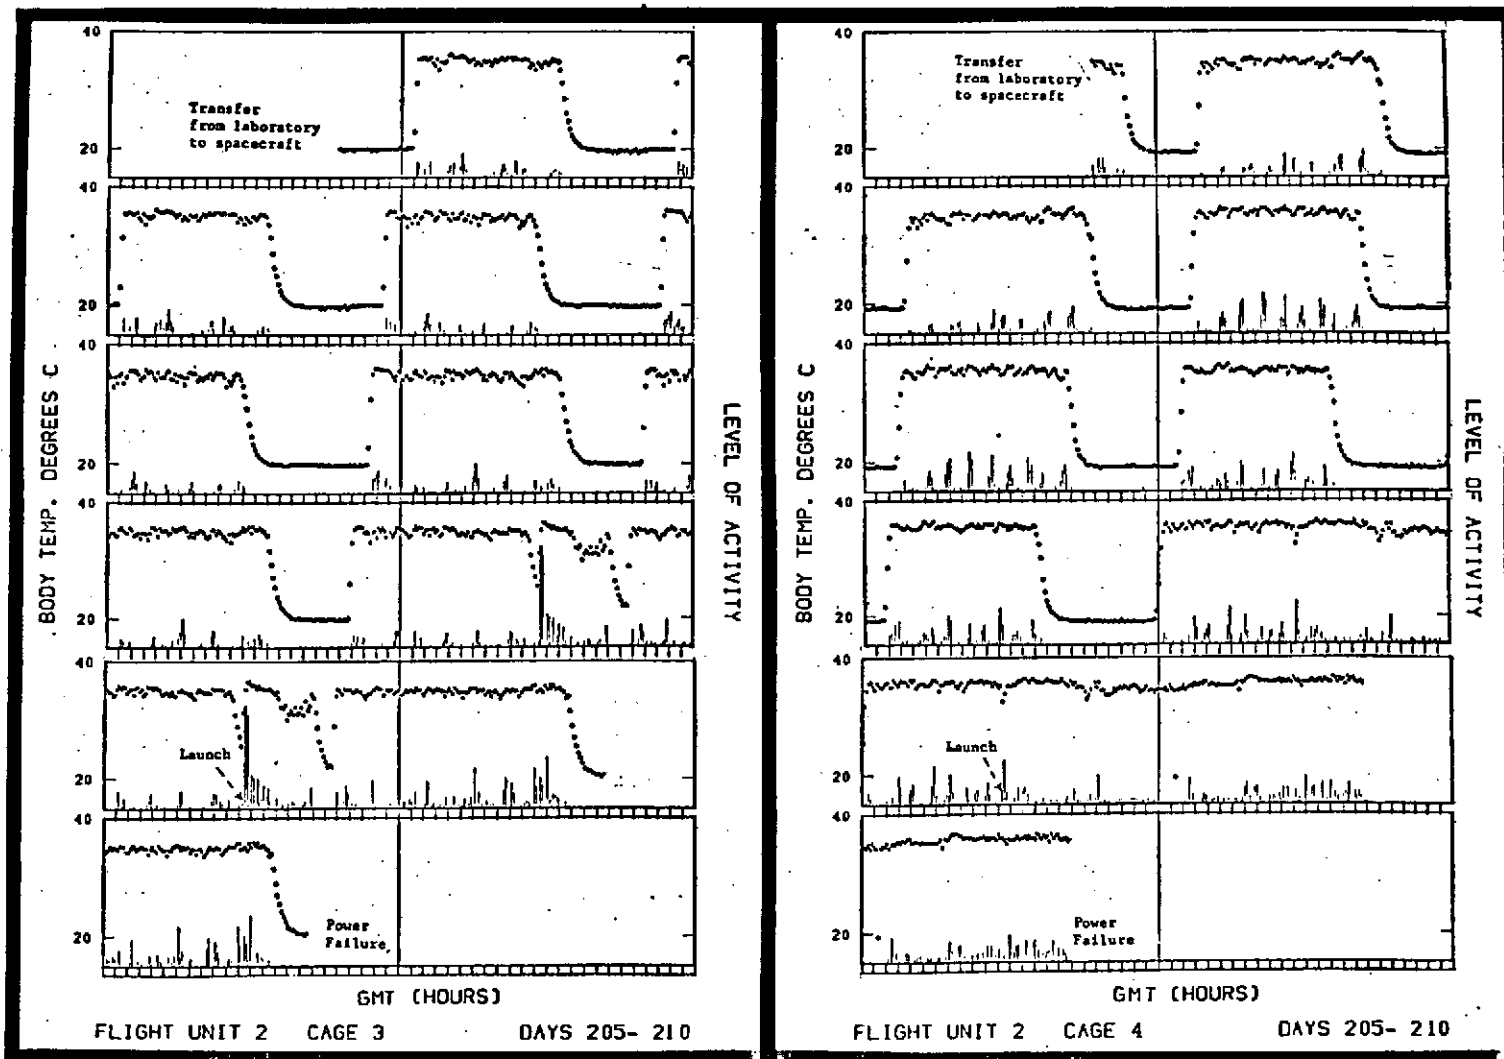 40
20
Transfer
from laboratory
to spacecraft
40
20
40
20
40
20
40
20
Launch
40
20
Power
Failure
BODY TEMP. DEGREES C
LEVEL OF ACTIVITY
GMT (HOURS)
FLIGHT UNIT 2 CAGE 3 DAYS 205- 210
40
20
Transfer
from laboratory
to spacecraft
40
20
40
20
40
20
40
20
Launch
40
20
Power
Failure
BODY TEMP. DEGREES C
LEVEL OF ACTIVITY
GMT (HOURS)
FLIGHT UNIT 2 CAGE 4 DAYS 205- 210